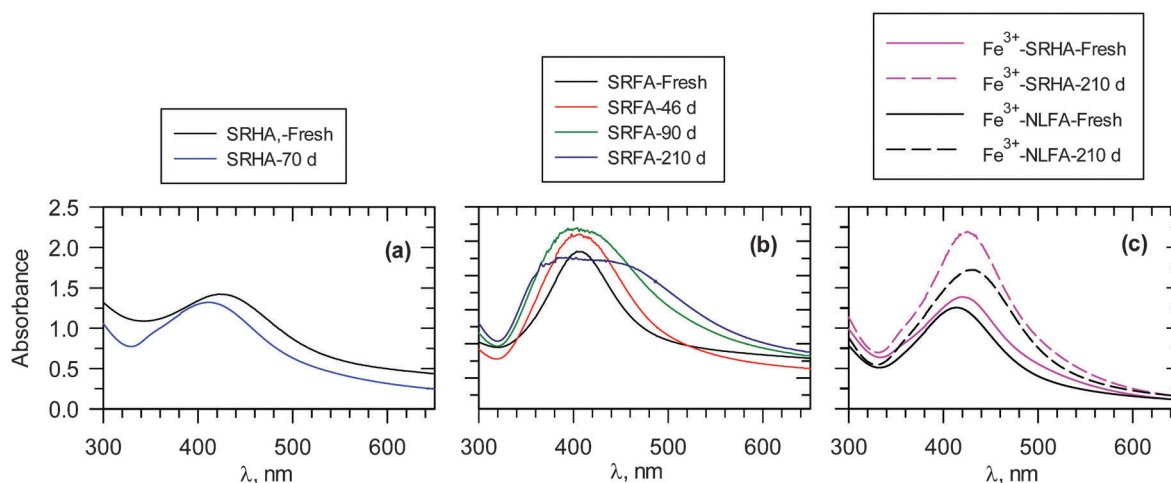 SRHA,-Fresh
SRHA-70 d
SRFA-Fresh
SRFA-46 d
SRFA-90 d
SRFA-210 d
Fe³⁺-SRHA-Fresh
Fe³⁺-SRHA-210 d
Fe³⁺-NLFA-Fresh
Fe³⁺-NLFA-210 d
2.5
2.0
1.5
1.0
0.5
0.0
Absorbance
(a)
(b)
(c)
300 400 500 600
300 400 500 600
300 400 500 600
λ, nm
λ, nm
λ, nm